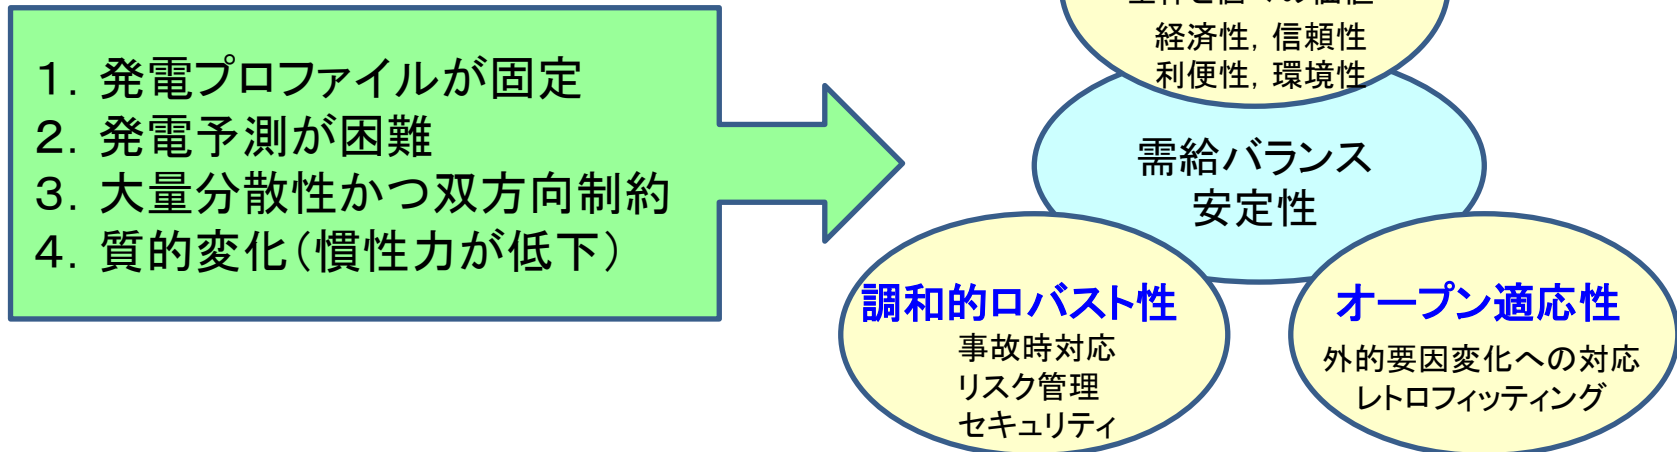 1. 発電プロファイルが固定
2. 発電予測が困難
3. 大量分散性かつ双方向制約
4. 質的変化(慣性力が低下)
経済性, 信頼性
利便性, 環境性
需給バランス
安定性
調和的ロバスト性
事故時対応
リスク管理
セキュリティ
オープン適応性
外的要因変化への対応
レトロフィッティング